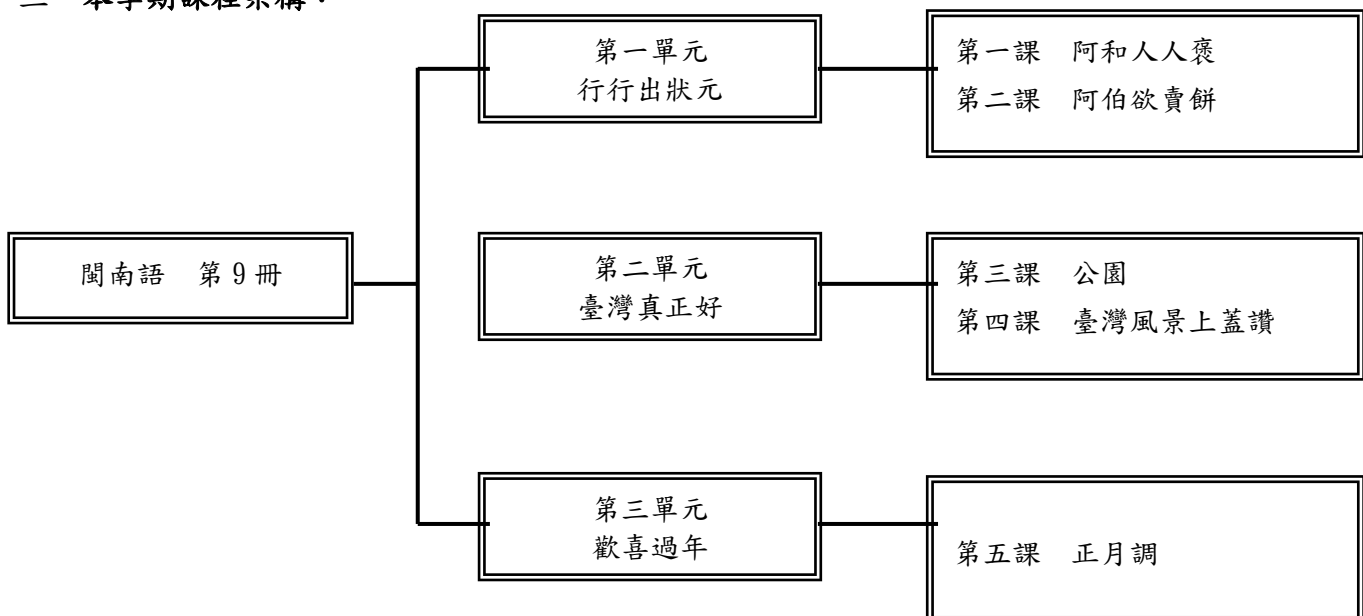 本學期課程架構：
第一單元
行行出狀元
第一課　阿和人人褒
第二課　阿伯欲賣餅
閩南語　第9冊
第二單元
臺灣真正好
第三課　公園
第四課　臺灣風景上蓋讚
第三單元
歡喜過年
第五課　正月調